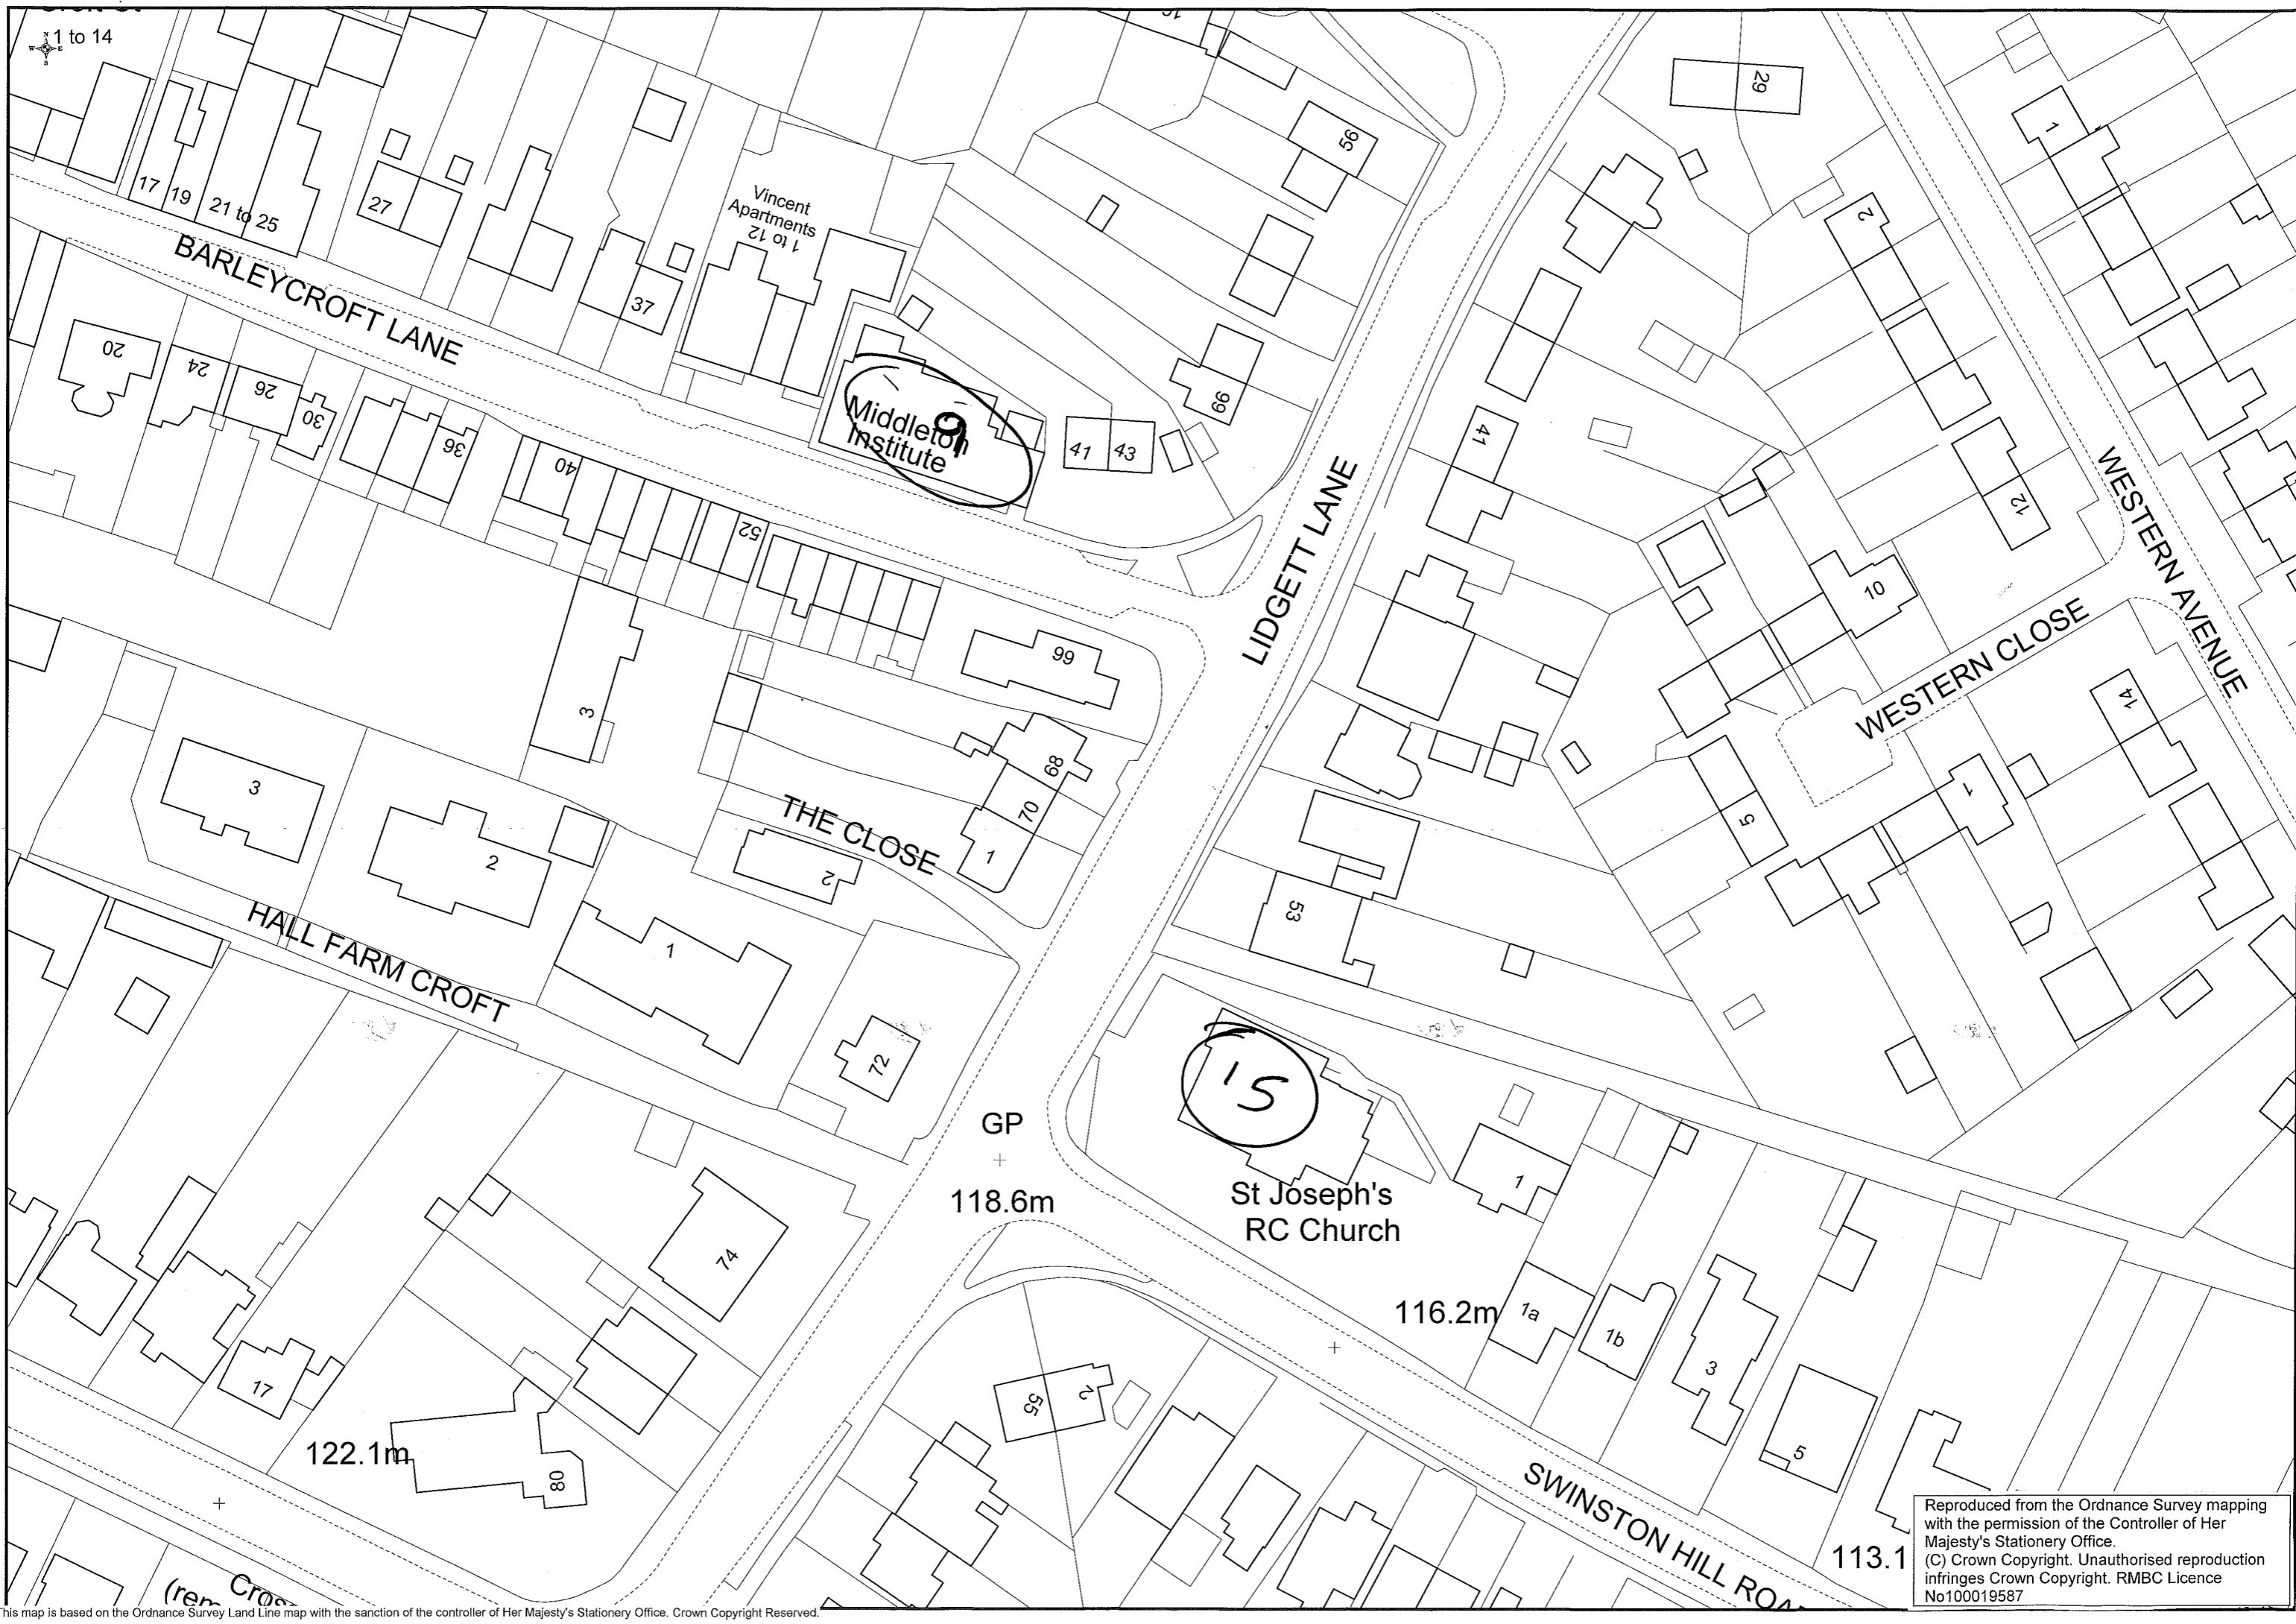 N
W E
S
1 to 14
17
19
21 to 25
27
37
Vincent
Apartments
1 to 12
59
29
1
2
BARLEYCROFT LANE
20
24
26
30
36
40
52
Middleton
Institute
9
41
43
66
41
12
10
LIDGETT LANE
WESTERN AVENUE
WESTERN CLOSE
14
66
68
70
1
3
3
2
THE CLOSE
2
1
5
1
53
HALL FARM CROFT
72
15
GP
118.6m
St Joseph's
RC Church
1
74
116.2m
1a
1b
3
5
17
122.1m
80
55
2
SWINSTON HILL ROAD
113.1
Reproduced from the Ordnance Survey mapping
with the permission of the Controller of Her
Majesty's Stationery Office.
(C) Crown Copyright. Unauthorised reproduction
infringes Crown Copyright. RMBC Licence
No100019587
This map is based on the Ordnance Survey Land Line map with the sanction of the controller of Her Majesty's Stationery Office. Crown Copyright Reserved.